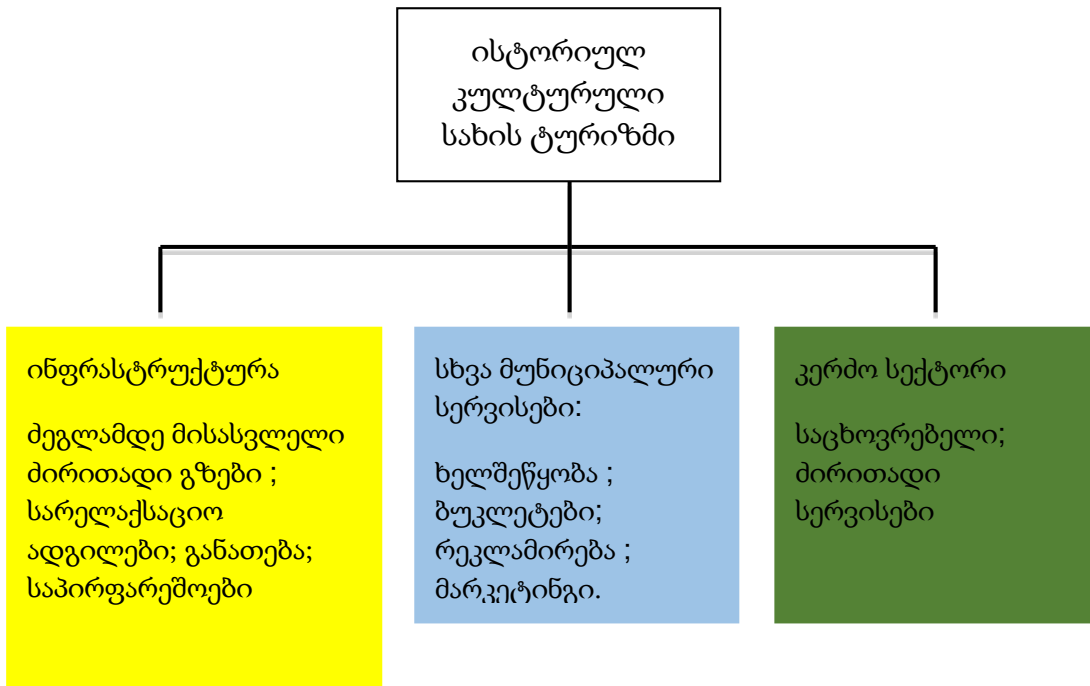 ისტორიულ
კულტურული
სახის ტურიზმი
ინფრასტრუქტურა
ძეგლამდე მისასვლელი
ძირითადი გზები ;
სარელაქსაციო
ადგილები; განათება;
საპირფარეშოები
სხვა მუნიციპალური
სერვისები:
ხელშეწყობა ;
ბუკლეტები;
რეკლამირება ;
მარკეტინგი.
კერძო სექტორი
საცხოვრებელი;
ძირითადი
სერვისები